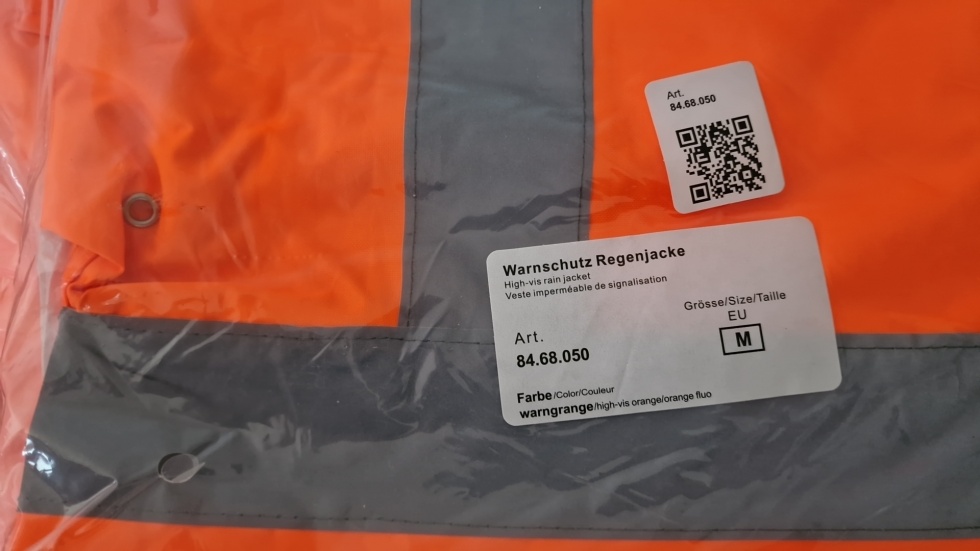 Art.
84.68.050
Warnschutz Regenjacke
High-vis rain jacket
Veste imperméable de signalisation
Grösse/Size/Taille
EU
M
Art.
84.68.050
Farbe/Color/Couleur
warngrange/high-vis orange/orange fluo